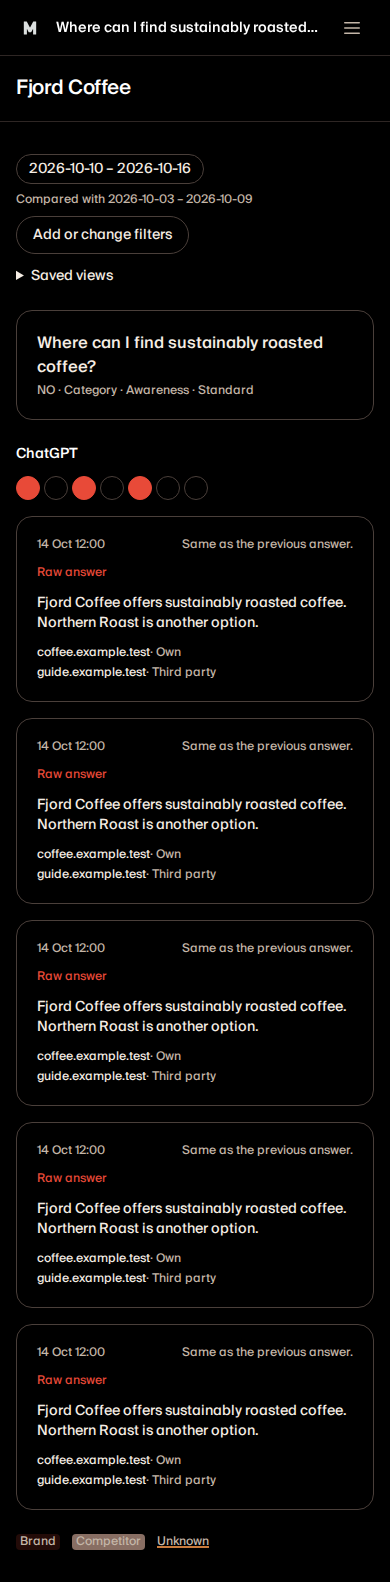 M
Where can I find sustainably roasted...
Fjord Coffee
2026-10-10 – 2026-10-16
Compared with 2026-10-03 – 2026-10-09
Add or change filters
Saved views
Where can I find sustainably roasted
coffee?
NO · Category · Awareness · Standard
ChatGPT
14 Oct 12:00 Same as the previous answer.
Raw answer
Fjord Coffee offers sustainably roasted coffee.
Northern Roast is another option.
coffee.example.test· Own
guide.example.test· Third party
14 Oct 12:00 Same as the previous answer.
Raw answer
Fjord Coffee offers sustainably roasted coffee.
Northern Roast is another option.
coffee.example.test· Own
guide.example.test· Third party
14 Oct 12:00 Same as the previous answer.
Raw answer
Fjord Coffee offers sustainably roasted coffee.
Northern Roast is another option.
coffee.example.test· Own
guide.example.test· Third party
14 Oct 12:00 Same as the previous answer.
Raw answer
Fjord Coffee offers sustainably roasted coffee.
Northern Roast is another option.
coffee.example.test· Own
guide.example.test· Third party
14 Oct 12:00 Same as the previous answer.
Raw answer
Fjord Coffee offers sustainably roasted coffee.
Northern Roast is another option.
coffee.example.test· Own
guide.example.test· Third party
Brand Competitor Unknown